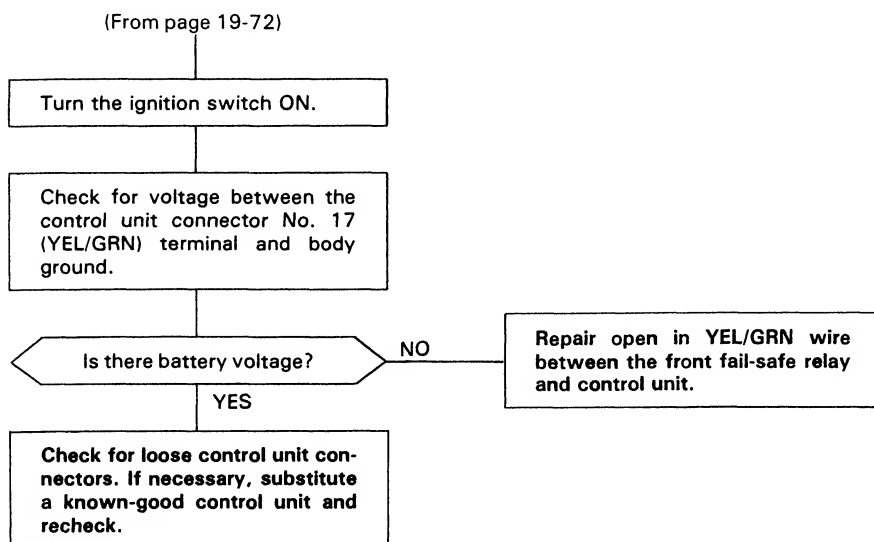 (From page 19-72)
Turn the ignition switch ON.
Check for voltage between the
control unit connector No. 17
(YEL/GRN) terminal and body
ground.
Is there battery voltage?
NO
Repair open in YEL/GRN wire
between the front fail-safe relay
and control unit.
YES
Check for loose control unit con-
nectors. If necessary, substitute
a known-good control unit and
recheck.